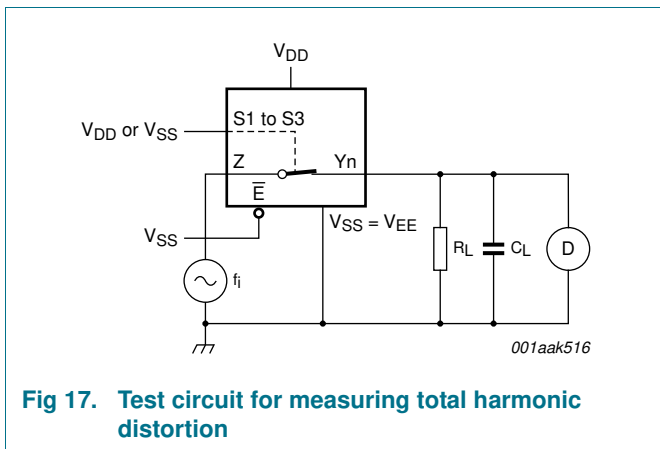 VDD
S1 to S3
VDD or VSS
Z
Yn
E
VSS = VEE
VSS
RL
CL
D
fi
001aak516
Fig 17. Test circuit for measuring total harmonic
distortion